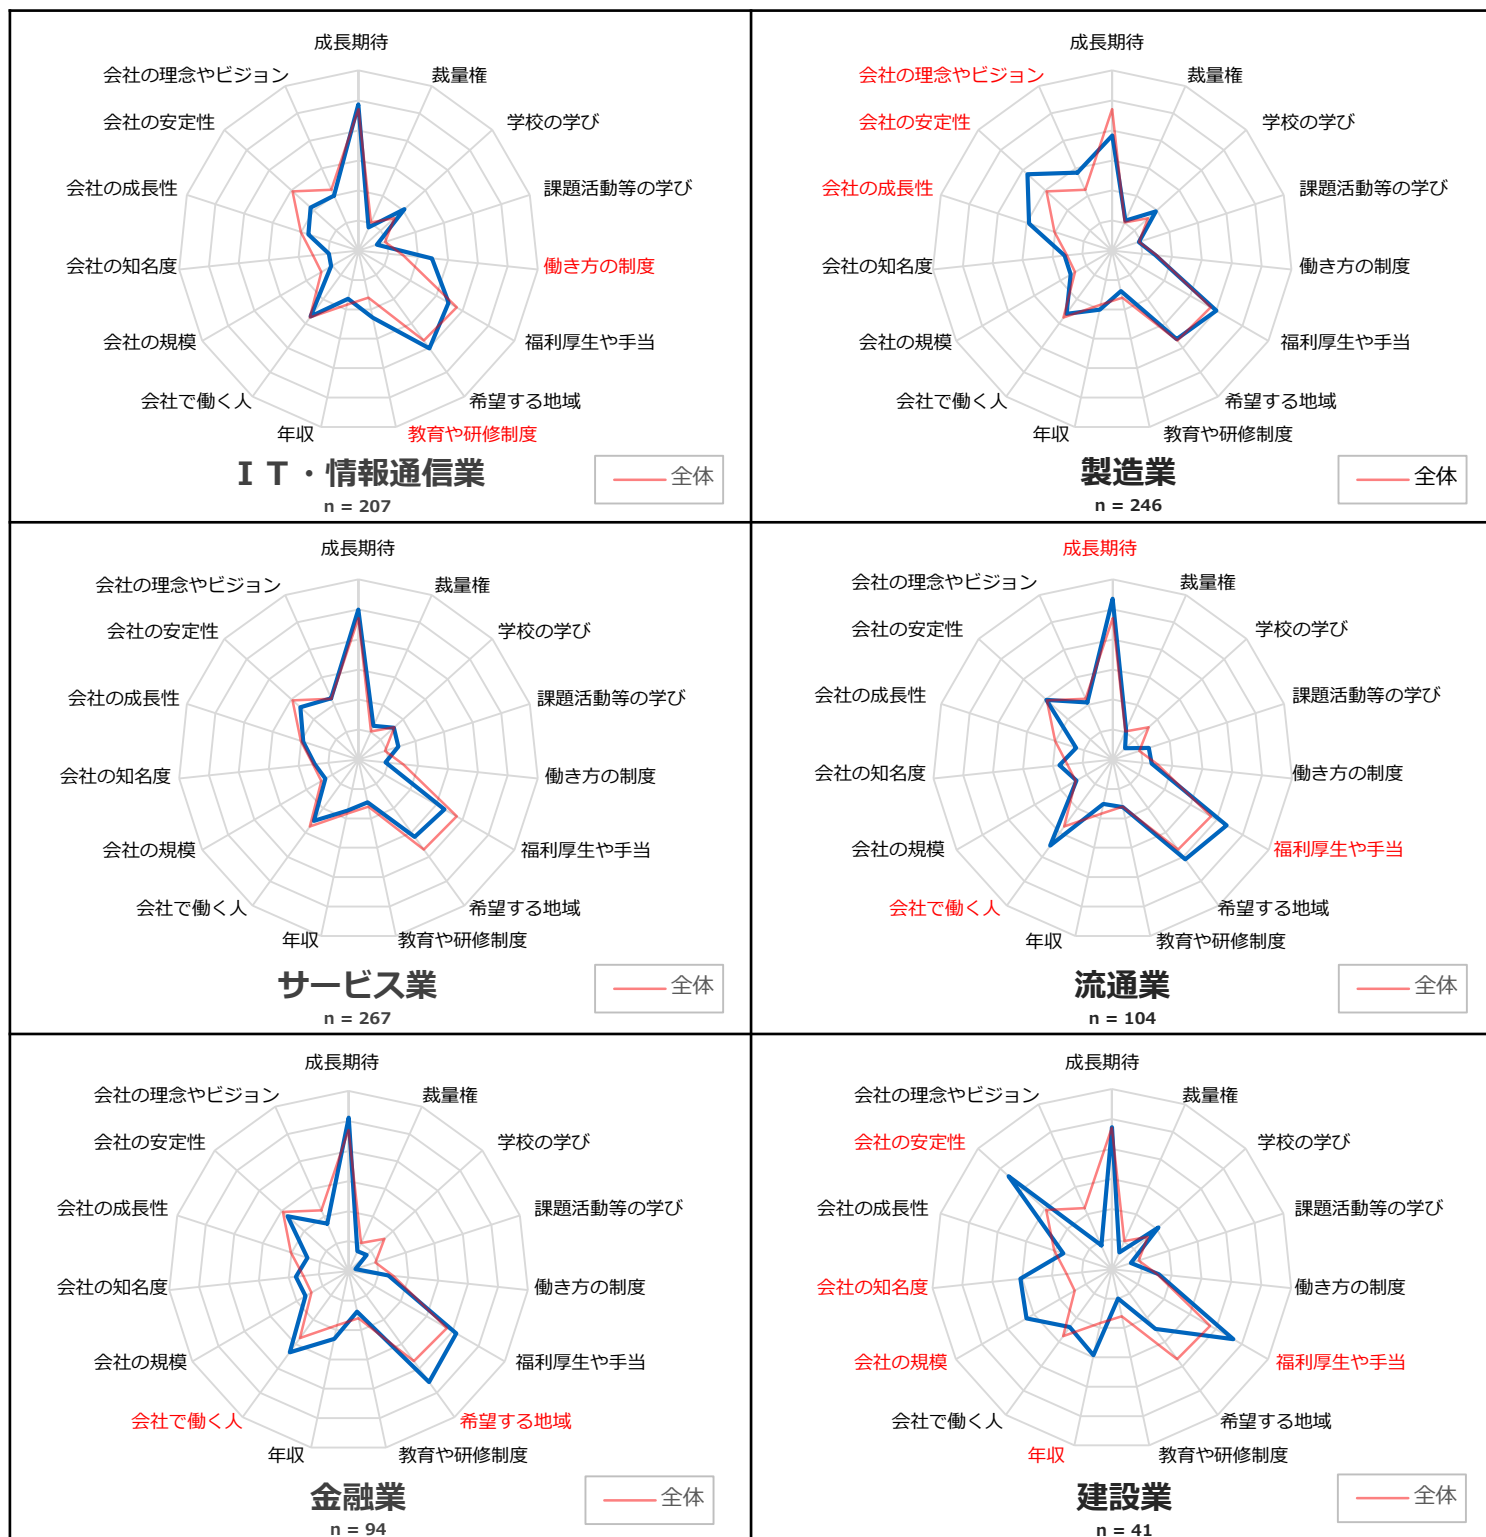 成長期待
会社の理念やビジョン
裁量権
会社の安定性
学校の学び
会社の成長性
課題活動等の学び
会社の知名度
働き方の制度
会社の規模
福利厚生や手当
会社で働く人
希望する地域
年収
教育や研修制度
ＩＴ・情報通信業
全体
n = 207
成長期待
会社の理念やビジョン
裁量権
会社の安定性
学校の学び
会社の成長性
課題活動等の学び
会社の知名度
働き方の制度
会社の規模
福利厚生や手当
会社で働く人
希望する地域
年収
教育や研修制度
製造業
全体
n = 246
成長期待
会社の理念やビジョン
裁量権
会社の安定性
学校の学び
会社の成長性
課題活動等の学び
会社の知名度
働き方の制度
会社の規模
福利厚生や手当
会社で働く人
希望する地域
年収
教育や研修制度
サービス業
全体
n = 267
成長期待
会社の理念やビジョン
裁量権
会社の安定性
学校の学び
会社の成長性
課題活動等の学び
会社の知名度
働き方の制度
会社の規模
福利厚生や手当
会社で働く人
希望する地域
年収
教育や研修制度
流通業
全体
n = 104
成長期待
会社の理念やビジョン
裁量権
会社の安定性
学校の学び
会社の成長性
課題活動等の学び
会社の知名度
働き方の制度
会社の規模
福利厚生や手当
会社で働く人
希望する地域
年収
教育や研修制度
金融業
全体
n = 94
成長期待
会社の理念やビジョン
裁量権
会社の安定性
学校の学び
会社の成長性
課題活動等の学び
会社の知名度
働き方の制度
会社の規模
福利厚生や手当
会社で働く人
希望する地域
年収
教育や研修制度
建設業
全体
n = 41